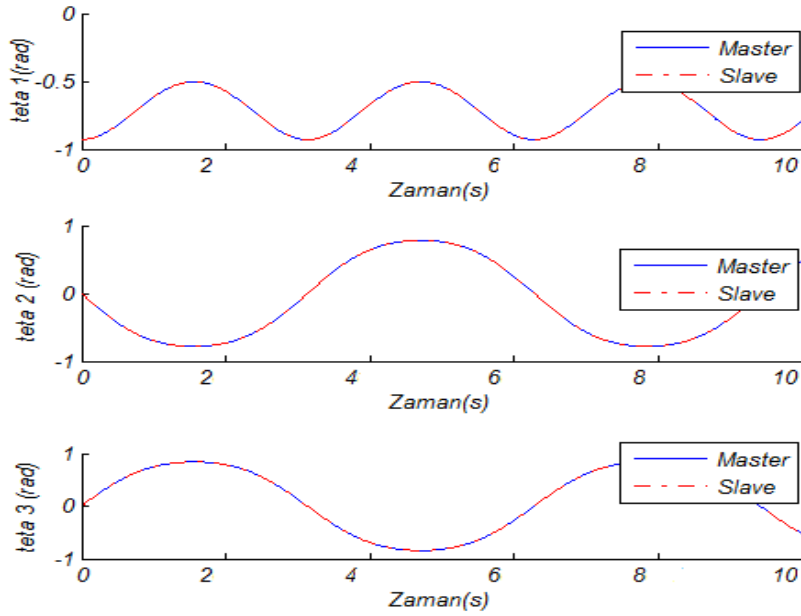 0
-0.5
-1
teta 1(rad)
Master
Slave
0 2 4 6 8 10
Zaman(s)
1
0
-1
teta 2 (rad)
Master
Slave
0 2 4 6 8 10
Zaman(s)
1
0
-1
teta 3 (rad)
Master
Slave
0 2 4 6 8 10
Zaman(s)